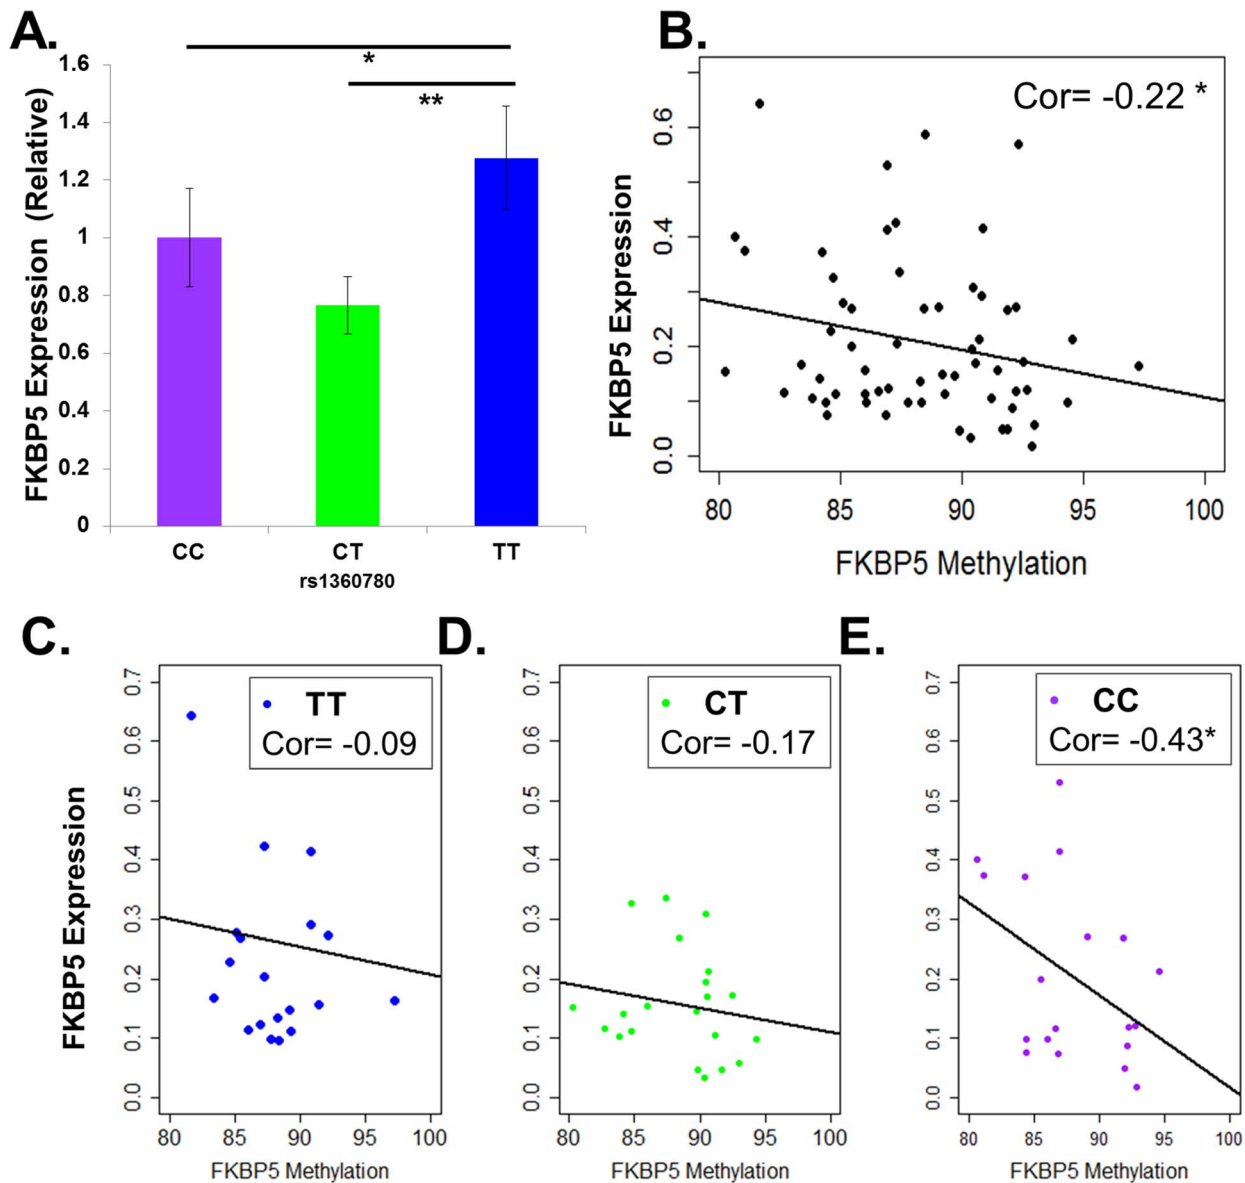 A.
*
**
FKBP5 Expression (Relative)
1.6
1.4
1.2
1
0.8
0.6
0.4
0.2
0
CC
CT
TT
rs1360780
B.
Cor= -0.22 *
FKBP5 Expression
0.6
0.4
0.2
0.0
80
85
90
95
100
FKBP5 Methylation
C.
TT
Cor= -0.09
FKBP5 Expression
0.7
0.6
0.5
0.4
0.3
0.2
0.1
0.0
80
85
90
95
100
FKBP5 Methylation
D.
CT
Cor= -0.17
0.7
0.6
0.5
0.4
0.3
0.2
0.1
0.0
80
85
90
95
100
FKBP5 Methylation
E.
CC
Cor= -0.43*
0.7
0.6
0.5
0.4
0.3
0.2
0.1
0.0
80
85
90
95
100
FKBP5 Methylation